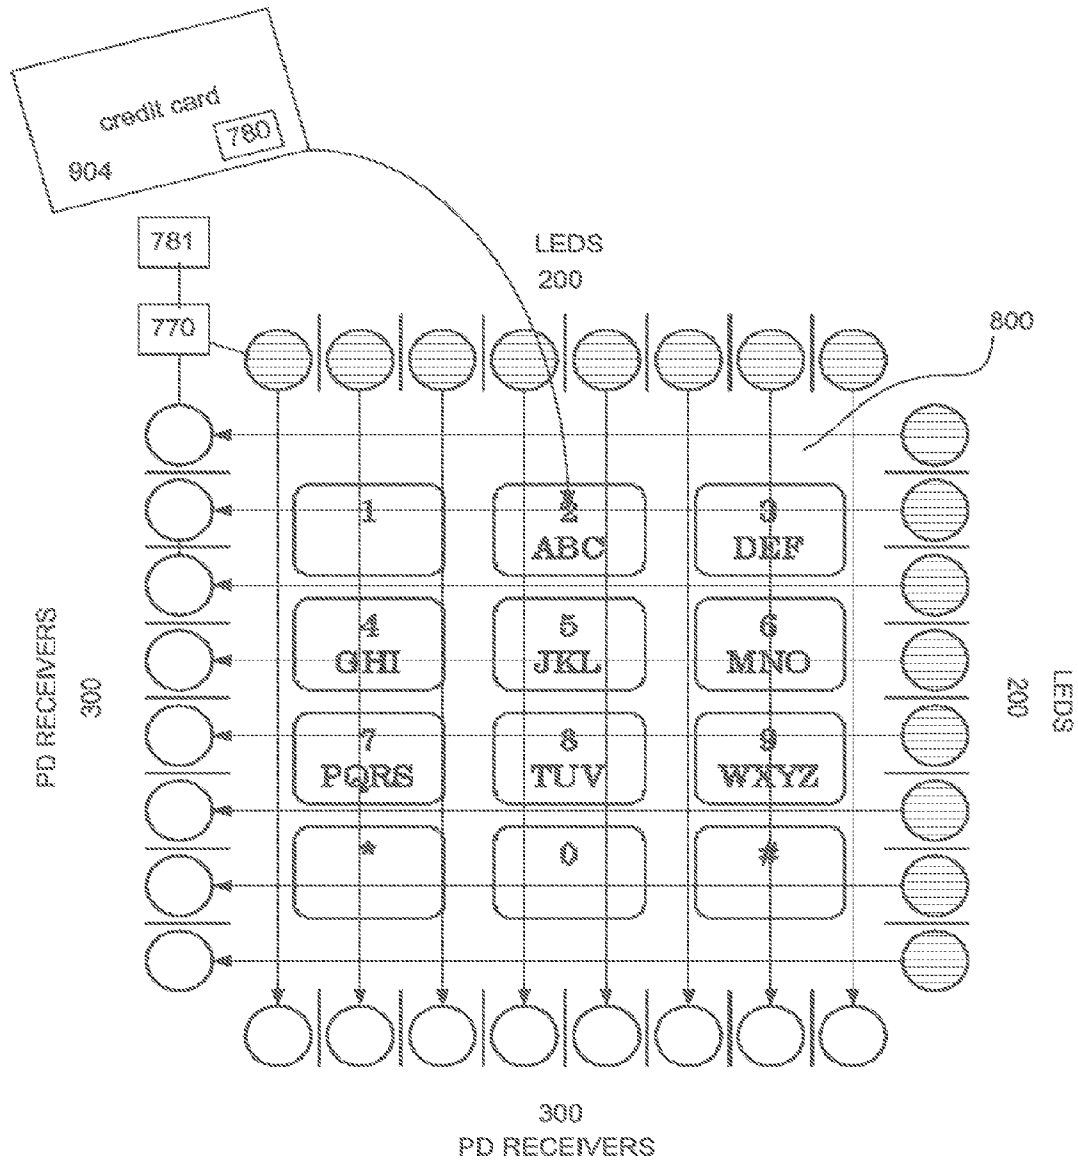 credit card
780
904
781
770
LEDS
200
800
1
2
ABC
3
DEF
4
GHI
5
JKL
6
MNO
7
PQRS
8
TUV
9
WXYZ
*
0
#
PD RECEIVERS
300
LEDS
200
300
PD RECEIVERS